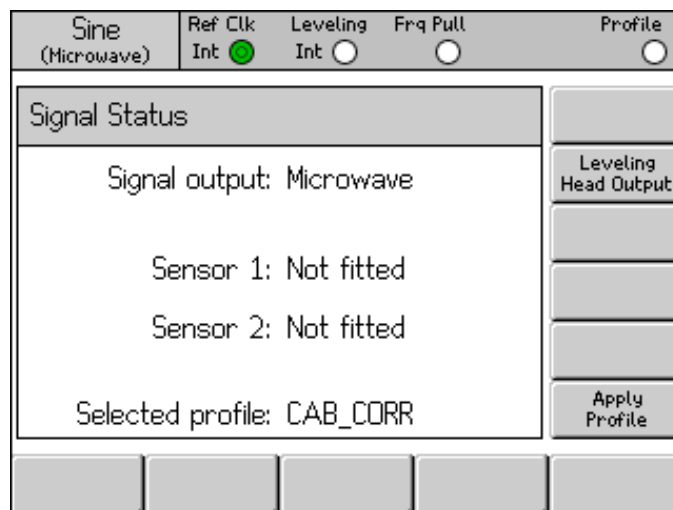 Sine
(Microwave)
Ref Clk
Int
Leveling
Int
Frq Pull
Profile
Signal Status
Signal output: Microwave
Sensor 1: Not fitted
Sensor 2: Not fitted
Selected profile: CAB_CORR
Leveling
Head Output
Apply
Profile